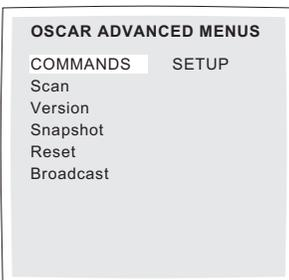 OSCAR ADVANCED MENUS
COMMANDS SETUP
Scan
Version
Snapshot
Reset
Broadcast